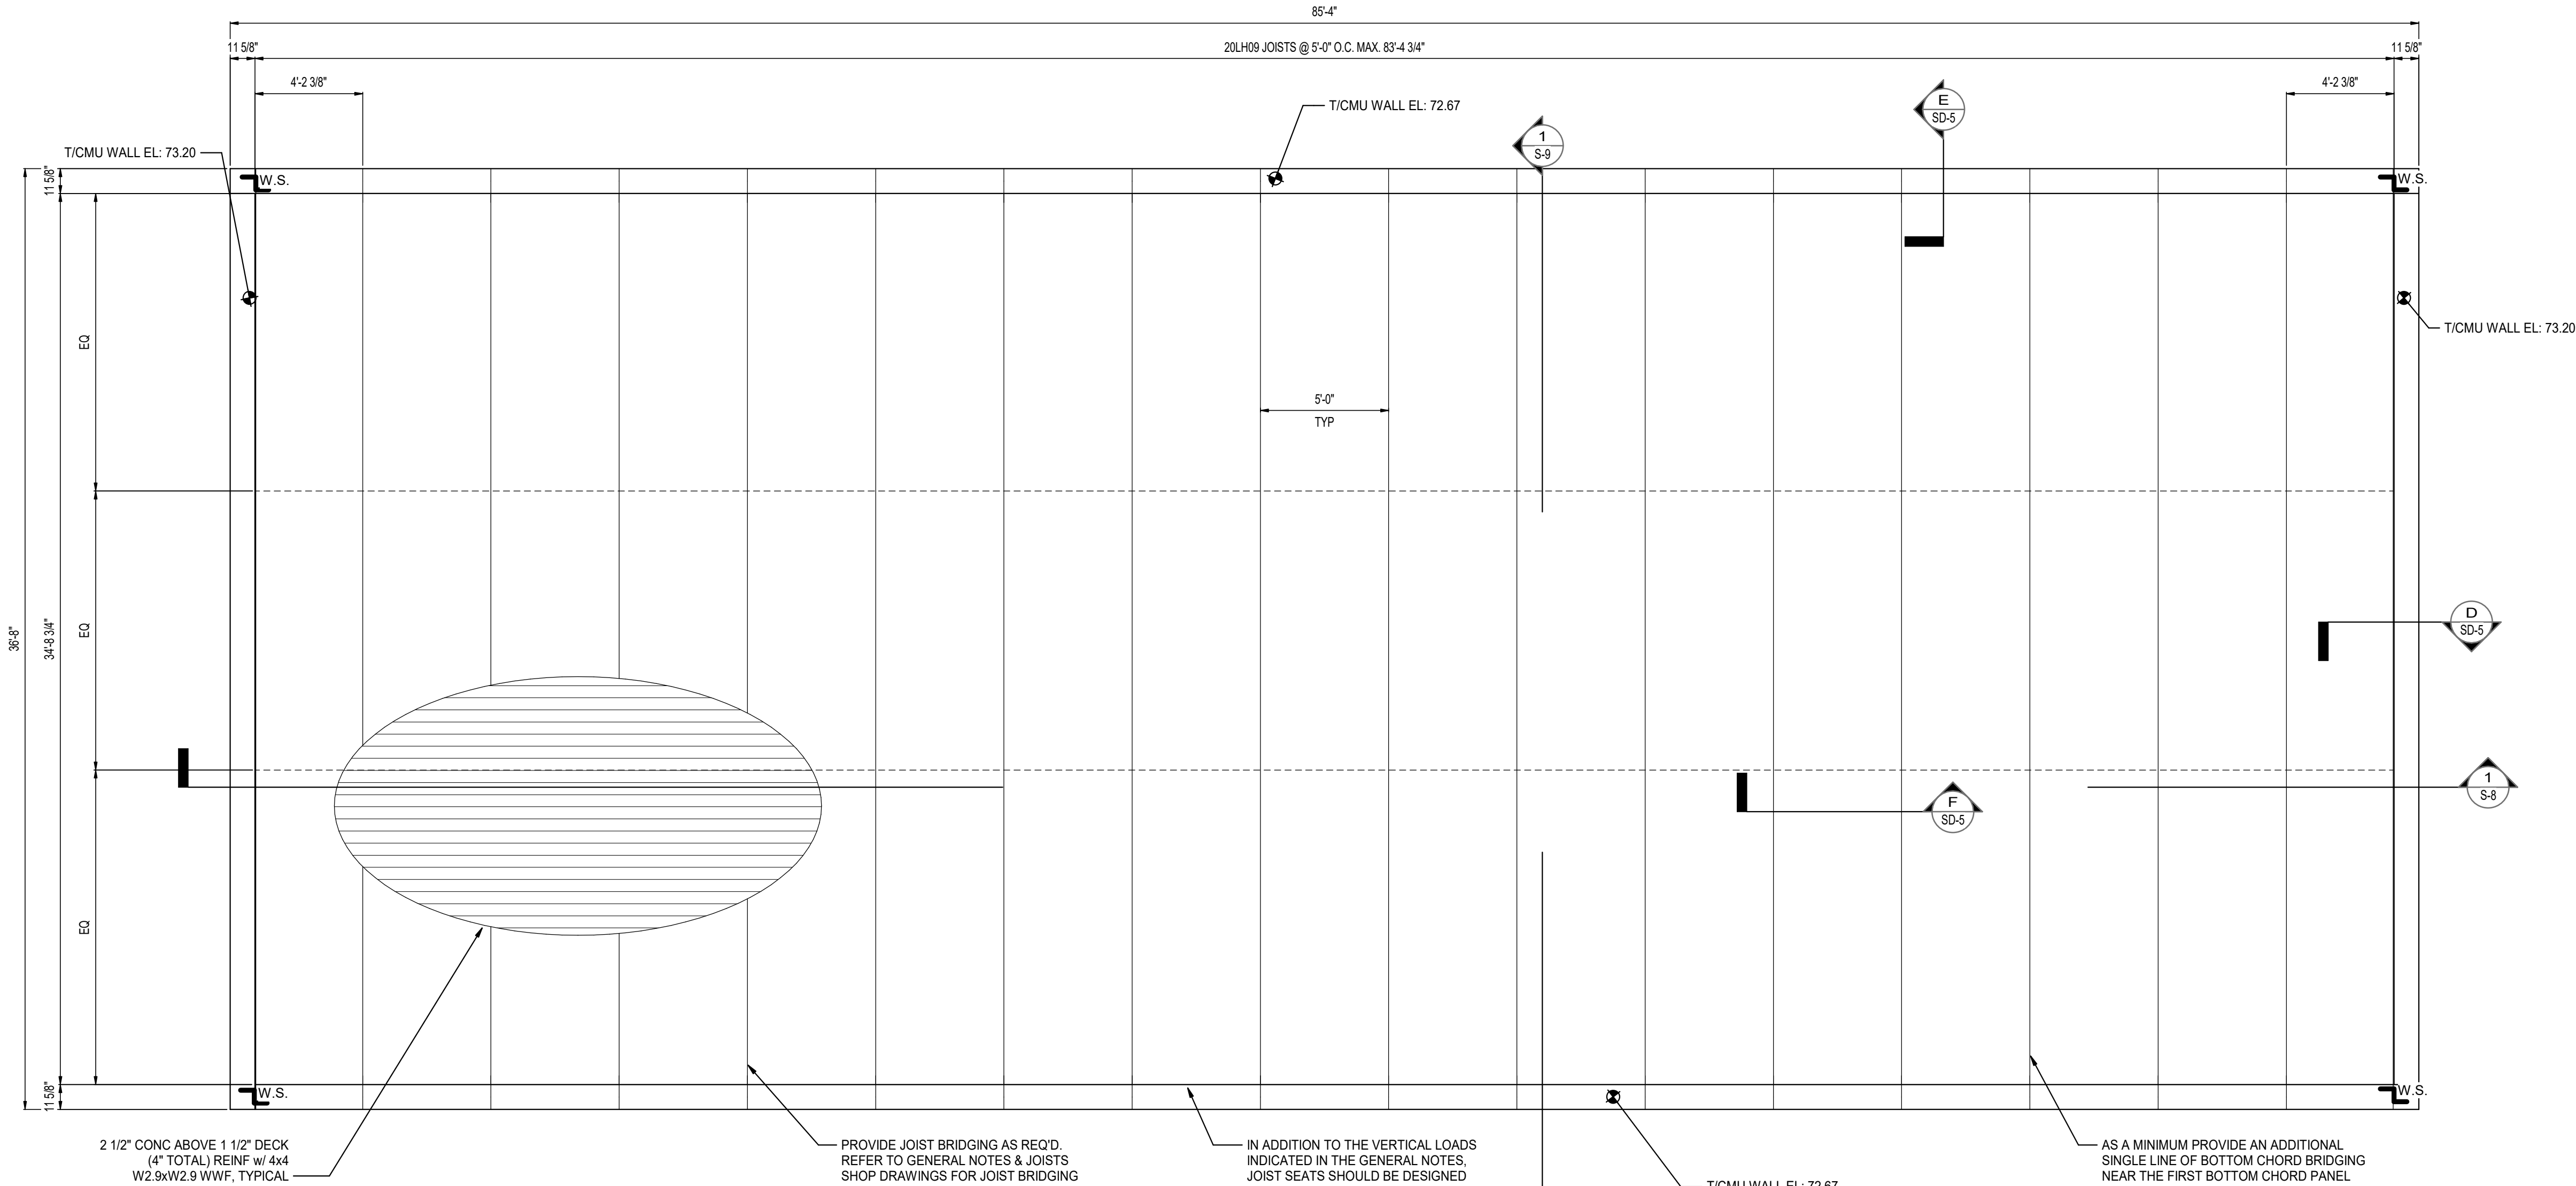 85'-4"
11 5/8"
20LH09 JOISTS @ 5'-0" O.C. MAX. 83'-4 3/4"
11 5/8"
4'-2 3/8"
4'-2 3/8"
T/CMU WALL EL: 72.67
E
SD-5
1
S-9
T/CMU WALL EL: 73.20
11 5/8"
W.S.
W.S.
T/CMU WALL EL: 73.20
EQ
5'-0"
TYP
36'-8"
34'-8 3/4"
EQ
D
SD-5
1
S-8
F
SD-5
EQ
11 5/8"
W.S.
W.S.
2 1/2" CONC ABOVE 1 1/2" DECK
(4" TOTAL) REINF w/ 4x4
W2.9xW2.9 WWF, TYPICAL
PROVIDE JOIST BRIDGING AS REQ'D.
REFER TO GENERAL NOTES & JOISTS
SHOP DRAWINGS FOR JOIST BRIDGING
IN ADDITION TO THE VERTICAL LOADS
INDICATED IN THE GENERAL NOTES,
JOIST SEATS SHOULD BE DESIGNED
T/CMU WALL EL: 72.67
AS A MINIMUM PROVIDE AN ADDITIONAL
SINGLE LINE OF BOTTOM CHORD BRIDGING
NEAR THE FIRST BOTTOM CHORD PANEL